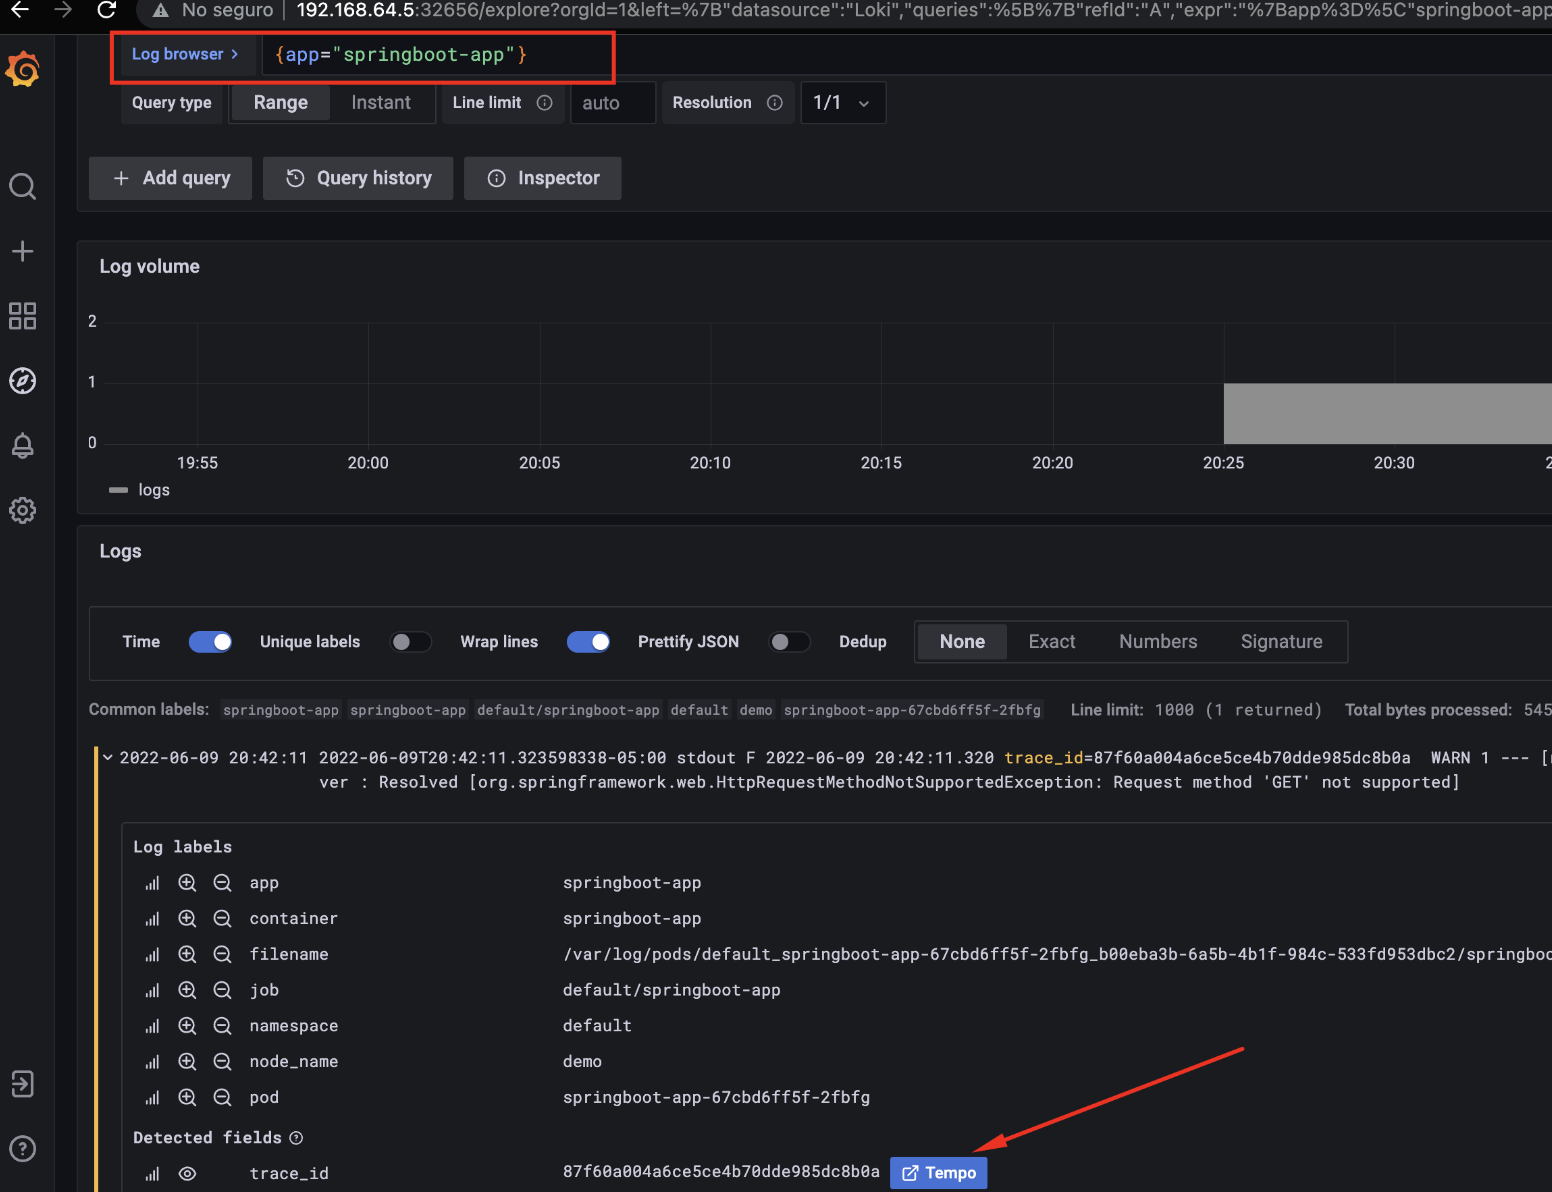 No seguro 192.168.64.5:32656/explore?orgId=1&left=%7B"datasource":"Loki","queries":%5B%7B"refId":"A","expr":"%7Bapp%3D%5C"springboot-app
Log browser > {app="springboot-app"}
Query type Range Instant Line limit auto Resolution 1/1
+ Add query Query history Inspector
Log volume
2
1
0
19:55 20:00 20:05 20:10 20:15 20:20 20:25 20:30 2
logs
Logs
Time Unique labels Wrap lines Prettify JSON Dedup None Exact Numbers Signature
Common labels: springboot-app springboot-app default/springboot-app default demo springboot-app-67cbd6ff5f-2fbfg Line limit: 1000 (1 returned) Total bytes processed: 545
2022-06-09 20:42:11 2022-06-09T20:42:11.323598338-05:00 stdout F 2022-06-09 20:42:11.320 trace_id=87f60a004a6ce5ce4b70dde985dc8b0a WARN 1 --- [
ver : Resolved [org.springframework.web.HttpRequestMethodNotSupportedException: Request method 'GET' not supported]
Log labels
app springboot-app
container springboot-app
filename /var/log/pods/default_springboot-app-67cbd6ff5f-2fbfg_b00eba3b-6a5b-4b1f-984c-533fd953dbc2/springboo
job default/springboot-app
namespace default
node_name demo
pod springboot-app-67cbd6ff5f-2fbfg
Detected fields
trace_id 87f60a004a6ce5ce4b70dde985dc8b0a Tempo